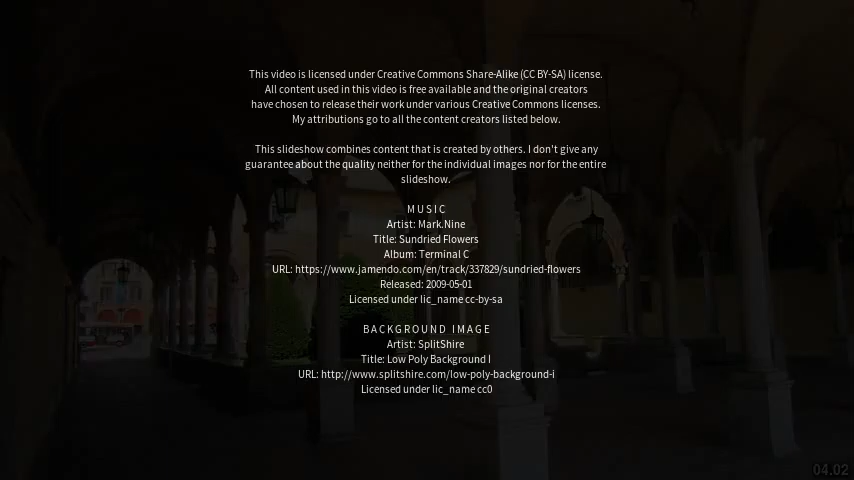 This video is licensed under Creative Commons Share-Alike (CC BY-SA) license.
All content used in this video is free available and the original creators
have chosen to release their work under various Creative Commons licenses.
My attributions go to all the content creators listed below.
This slideshow combines content that is created by others. I don't give any
guarantee about the quality neither for the individual images nor for the entire
slideshow.
MUSIC
Artist: Mark.Nine
Title: Sundried Flowers
Album: Terminal C
URL: https://www.jamendo.com/en/track/337829/sundried-flowers
Released: 2009-05-01
Licensed under lic_name cc-by-sa
BACKGROUND IMAGE
Artist: SplitShire
Title: Low Poly Background I
URL: http://www.splitshire.com/low-poly-background-i
Licensed under lic_name cc0
04.02